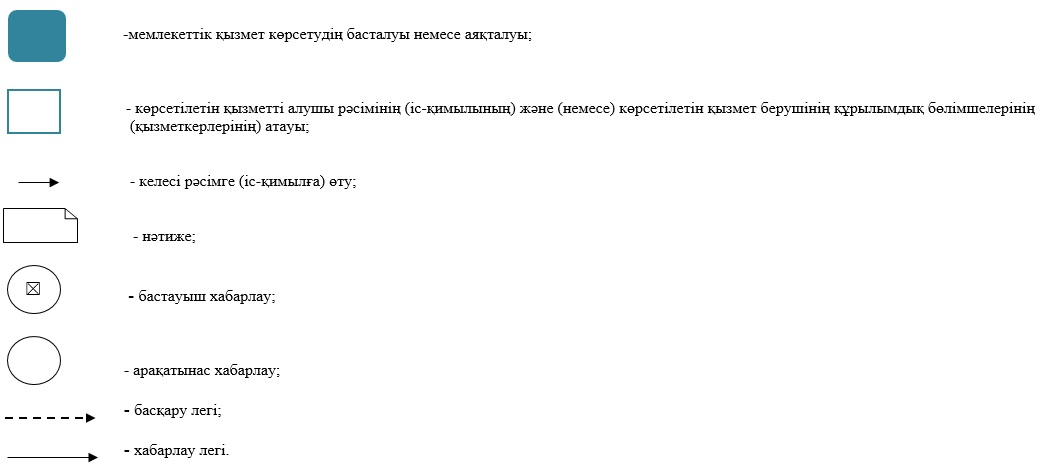 -мемлекеттік қызмет көрсетудің басталуы немесе аяқталуы;
- көрсетілетін қызметті алушы рәсімінің (іс-қимылының) және (немесе) көрсетілетін қызмет берушінің құрылымдық бөлімшелерінің
(қызметкерлерінің) атауы;
- келесі рәсімге (іс-қимылға) өту;
- нәтиже;
- бастауыш хабарлау;
- арақатынас хабарлау;
- басқару легі;
- хабарлау легі.